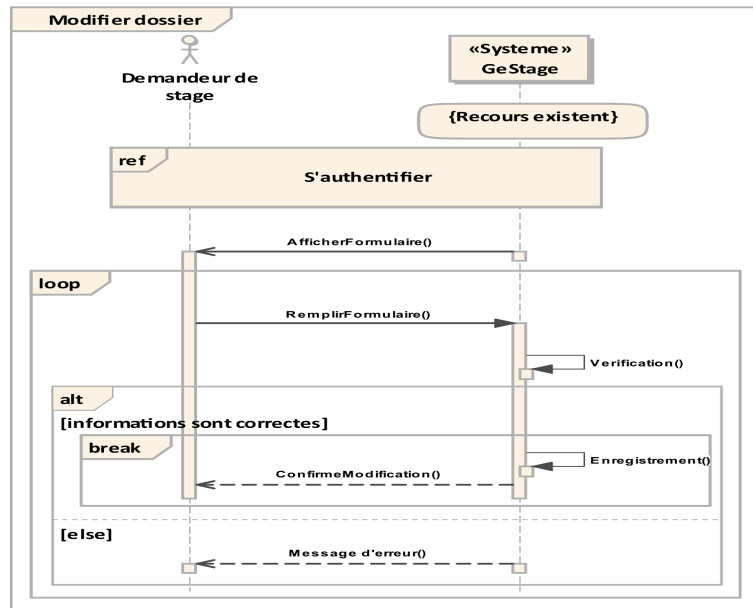 Modifier dossier
Demandeur de
stage
«Systeme»
GeStage
{Recours existent}
ref
S'authentifier
AfficherFormulaire()
loop
RemplirFormulaire()
Verification()
alt
[informations sont correctes]
break
Enregistrement()
ConfirmeModification()
[else]
Message d'erreur()